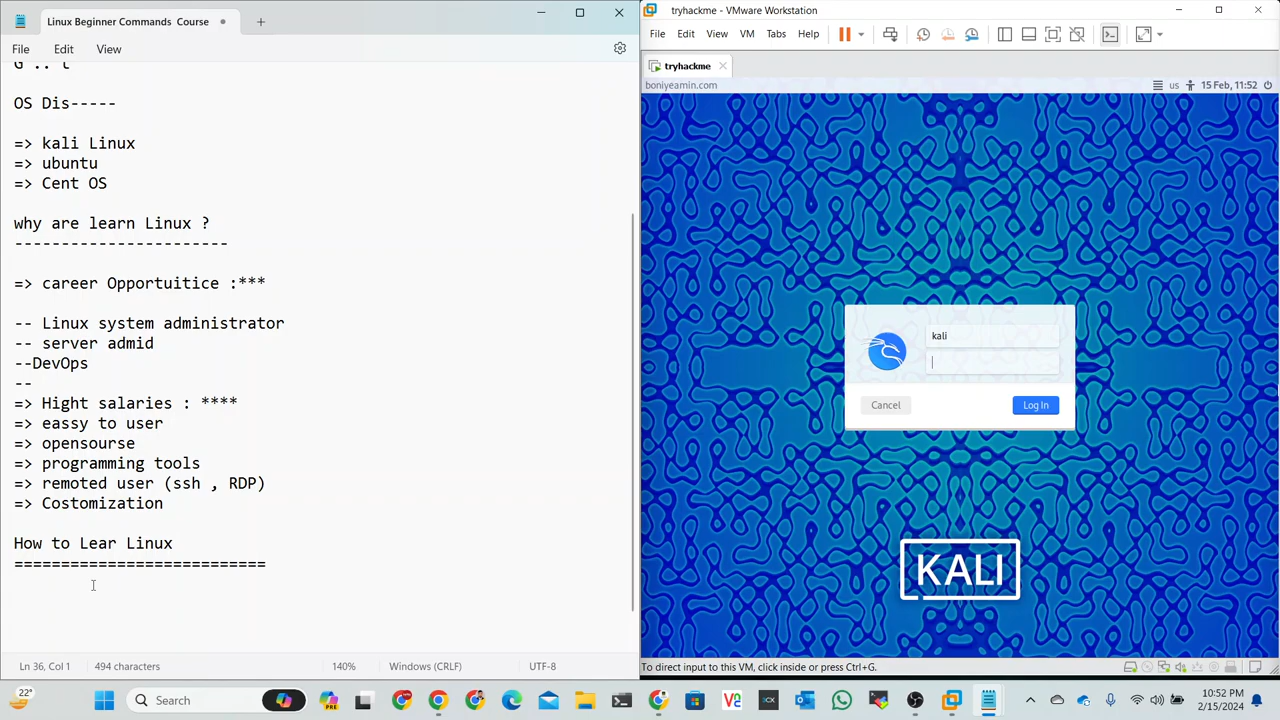 Linux Beginner Commands Course
File Edit View
G .. t
OS Dis-----
=> kali Linux
=> ubuntu
=> Cent OS
why are learn Linux ?
-----------------------
=> career Opportuitice :***
-- Linux system administrator
-- server admid
--DevOps
--
=> Hight salaries : ****
=> eassy to user
=> opensourse
=> programming tools
=> remoted user (ssh , RDP)
=> Costomization
How to Lear Linux
===========================
Ln 36, Col 1 494 characters 140% Windows (CRLF) UTF-8
tryhackme - VMware Workstation
File Edit View VM Tabs Help
tryhackme
boniyeamin.com us 15 Feb, 11:52
kali
Cancel Log In
KALI
To direct input to this VM, click inside or press Ctrl+G.
22° Search 10:52 PM
2/15/2024